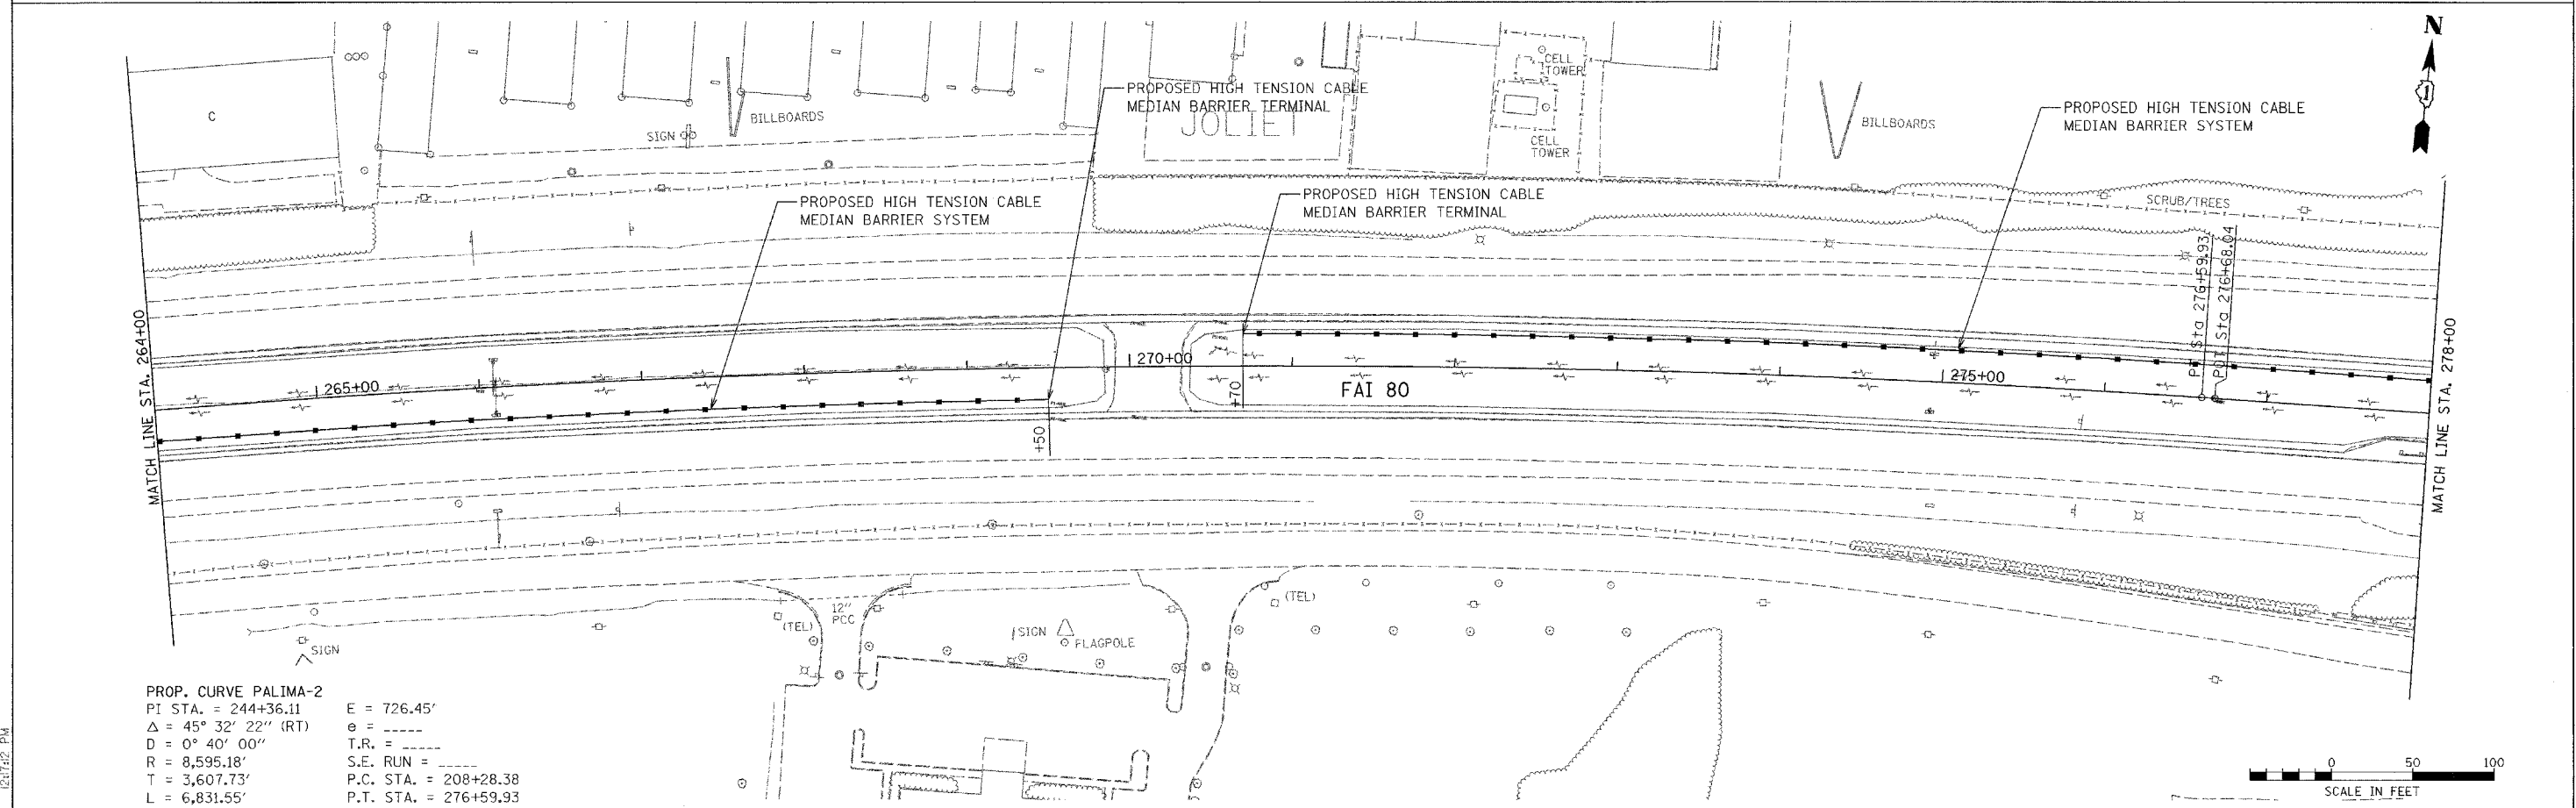 N
1
C
SIGN
BILLBOARDS
PROPOSED HIGH TENSION CABLE
MEDIAN BARRIER TERMINAL
JOLIET
CELL
TOWER
CELL
TOWER
BILLBOARDS
PROPOSED HIGH TENSION CABLE
MEDIAN BARRIER SYSTEM
PROPOSED HIGH TENSION CABLE
MEDIAN BARRIER SYSTEM
PROPOSED HIGH TENSION CABLE
MEDIAN BARRIER TERMINAL
SCRUB/TREES
MATCH LINE STA. 264+00
265+00
270+00
+50
+70
FAI 80
275+00
Sta 276+59.93
POT Sta 276+68.04
MATCH LINE STA. 278+00
(TEL)
12"
PCC
SIGN
FLAGPOLE
(TEL)
SIGN
PROP. CURVE PALIMA-2
PI STA. = 244+36.11 E = 726.45'
Δ = 45° 32' 22" (RT) e = -----
D = 0° 40' 00" T.R. = -----
R = 8,595.18' S.E. RUN = -----
T = 3,607.73' P.C. STA. = 208+28.38
L = 6,831.55' P.T. STA. = 276+59.93
0 50 100
SCALE IN FEET
12:17:12 PM